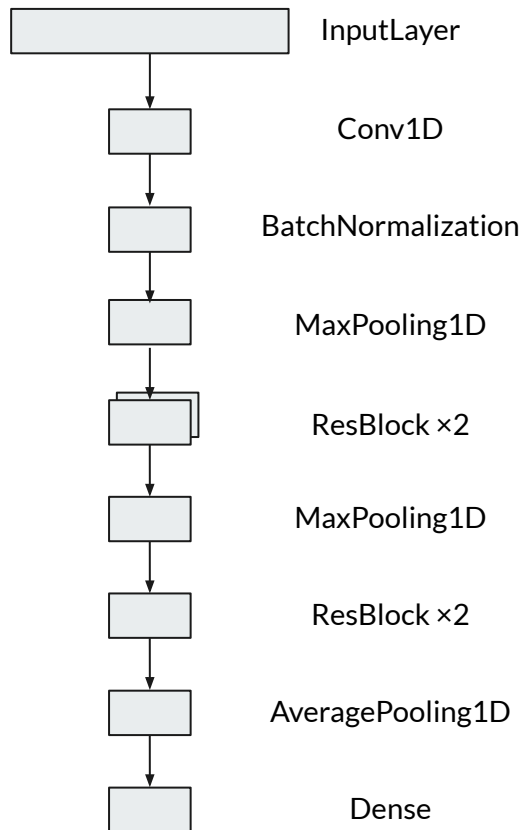 InputLayer
Conv1D
BatchNormalization
MaxPooling1D
ResBlock ×2
MaxPooling1D
ResBlock ×2
AveragePooling1D
Dense